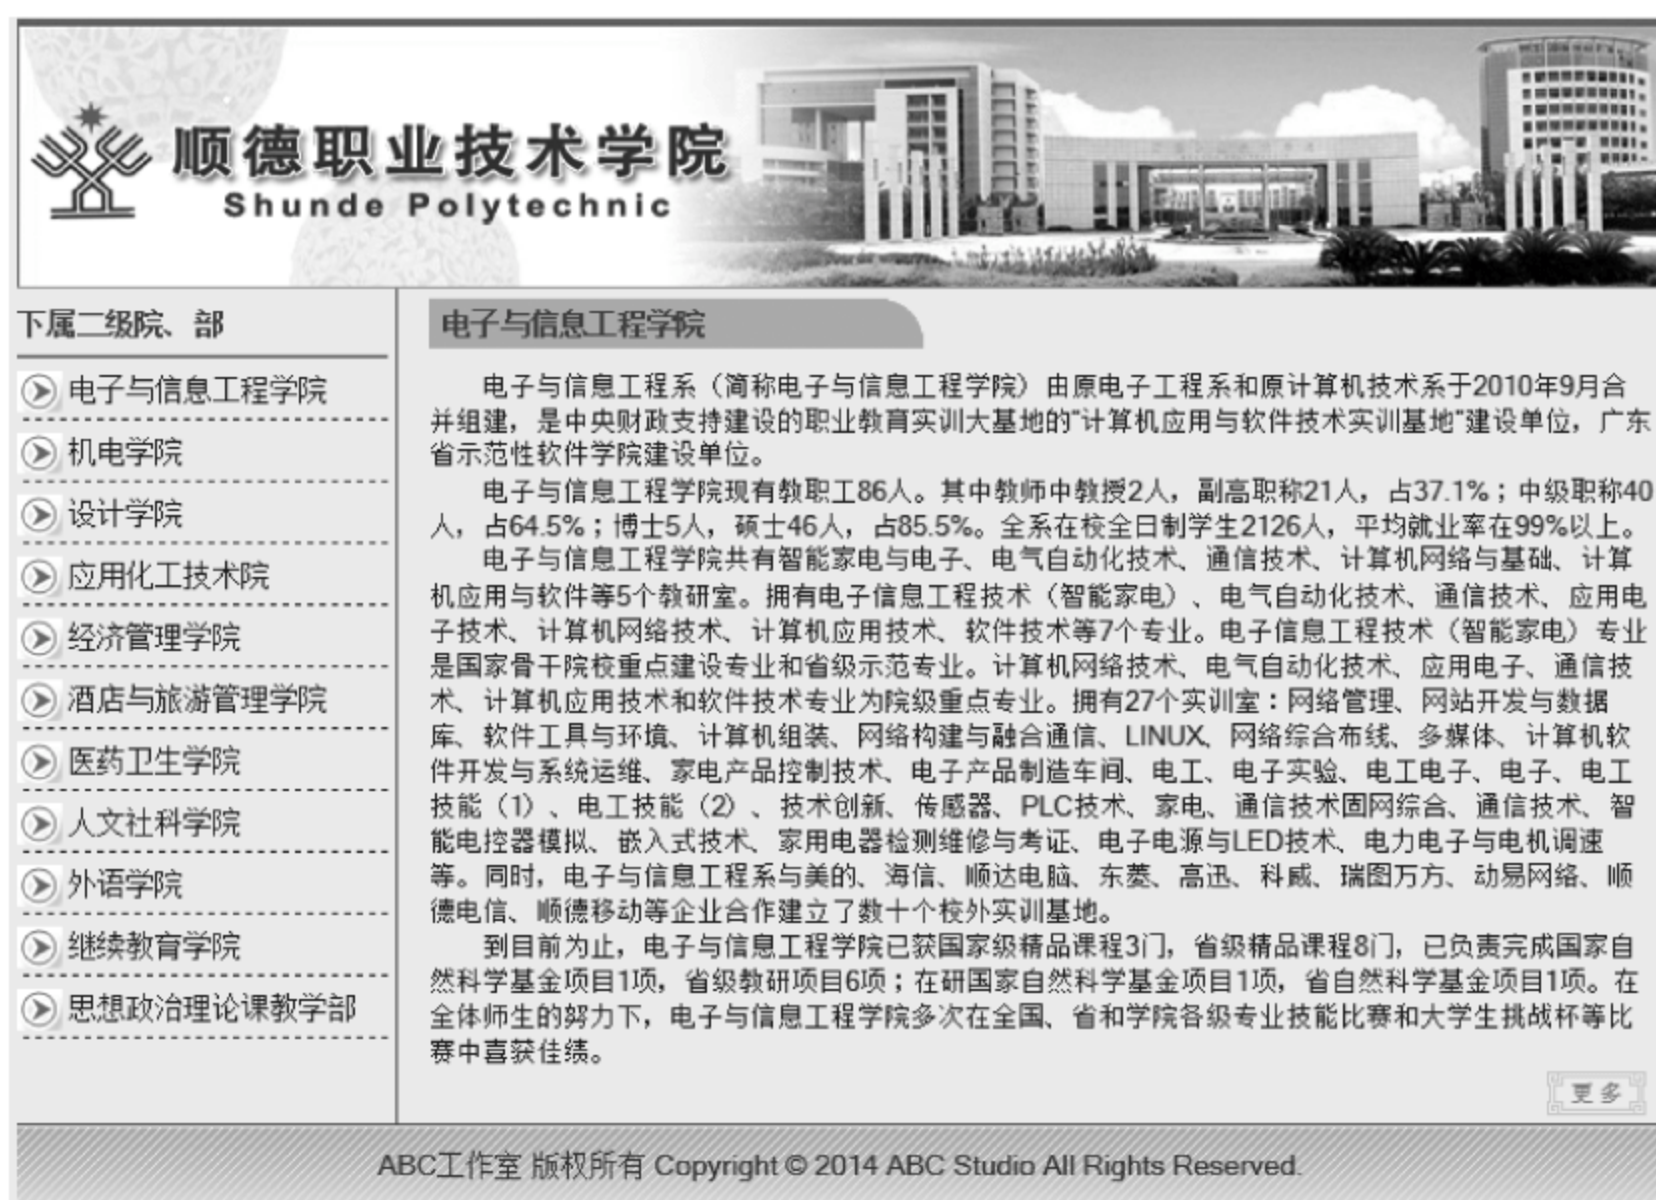 顺德职业技术学院
Shunde Polytechnic
下属二级院、部
电子与信息工程学院
机电学院
设计学院
应用化工技术院
经济管理学院
酒店与旅游管理学院
医药卫生学院
人文社科学院
外语学院
继续教育学院
思想政治理论课教学部
电子与信息工程学院
电子与信息工程系（简称电子与信息工程学院）由原电子工程系和原计算机技术系于2010年9月合
并组建，是中央财政支持建设的职业教育实训大基地的"计算机应用与软件技术实训基地"建设单位，广东
省示范性软件学院建设单位。
电子与信息工程学院现有教职工86人。其中教师中教授2人，副高职称21人，占37.1%；中级职称40
人，占64.5%；博士5人，硕士46人，占85.5%。全系在校全日制学生2126人，平均就业率在99%以上。
电子与信息工程学院共有智能家电与电子、电气自动化技术、通信技术、计算机网络与基础、计算
机应用与软件等5个教研室。拥有电子信息工程技术（智能家电）、电气自动化技术、通信技术、应用电
子技术、计算机网络技术、计算机应用技术、软件技术等7个专业。电子信息工程技术（智能家电）专业
是国家骨干院校重点建设专业和省级示范专业。计算机网络技术、电气自动化技术、应用电子、通信技
术、计算机应用技术和软件技术专业为院级重点专业。拥有27个实训室：网络管理、网站开发与数据
库、软件工具与环境、计算机组装、网络构建与融合通信、LINUX、网络综合布线、多媒体、计算机软
件开发与系统运维、家电产品控制技术、电子产品制造车间、电工、电子实验、电工电子、电子、电工
技能（1）、电工技能（2）、技术创新、传感器、PLC技术、家电、通信技术固网综合、通信技术、智
能电控器模拟、嵌入式技术、家用电器检测维修与考证、电子电源与LED技术、电力电子与电机调速
等。同时，电子与信息工程系与美的、海信、顺达电脑、东菱、高迅、科威、瑞图万方、动易网络、顺
德电信、顺德移动等企业合作建立了数十个校外实训基地。
到目前为止，电子与信息工程学院已获国家级精品课程3门，省级精品课程8门，已负责完成国家自
然科学基金项目1项，省级教研项目6项；在研国家自然科学基金项目1项，省自然科学基金项目1项。在
全体师生的努力下，电子与信息工程学院多次在全国、省和学院各级专业技能比赛和大学生挑战杯等比
赛中喜获佳绩。
更多
ABC工作室 版权所有 Copyright © 2014 ABC Studio All Rights Reserved.